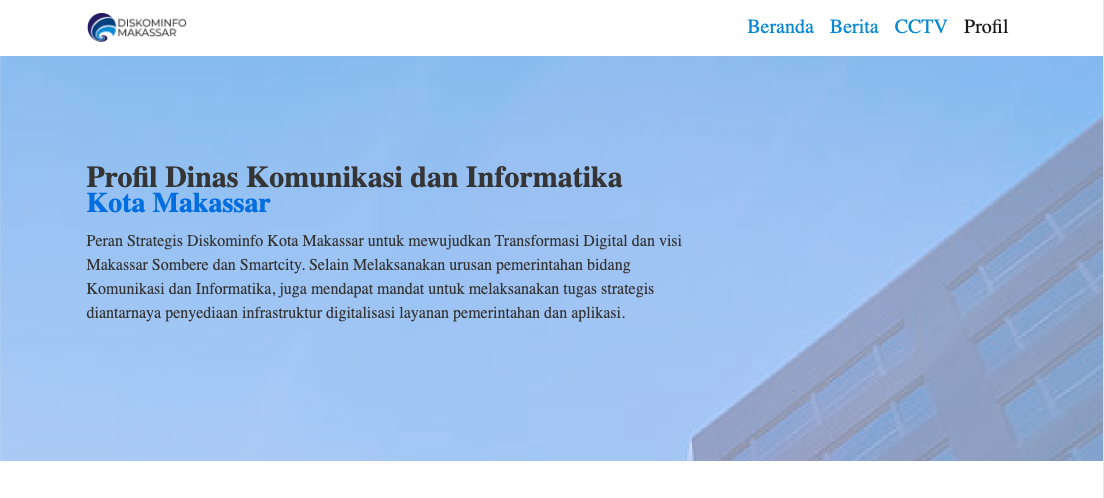 DISKOMINFO
MAKASSAR
Beranda Berita CCTV Profil
Profil Dinas Komunikasi dan Informatika
Kota Makassar
Peran Strategis Diskominfo Kota Makassar untuk mewujudkan Transformasi Digital dan visi
Makassar Sombere dan Smartcity. Selain Melaksanakan urusan pemerintahan bidang
Komunikasi dan Informatika, juga mendapat mandat untuk melaksanakan tugas strategis
diantarnaya penyediaan infrastruktur digitalisasi layanan pemerintahan dan aplikasi.